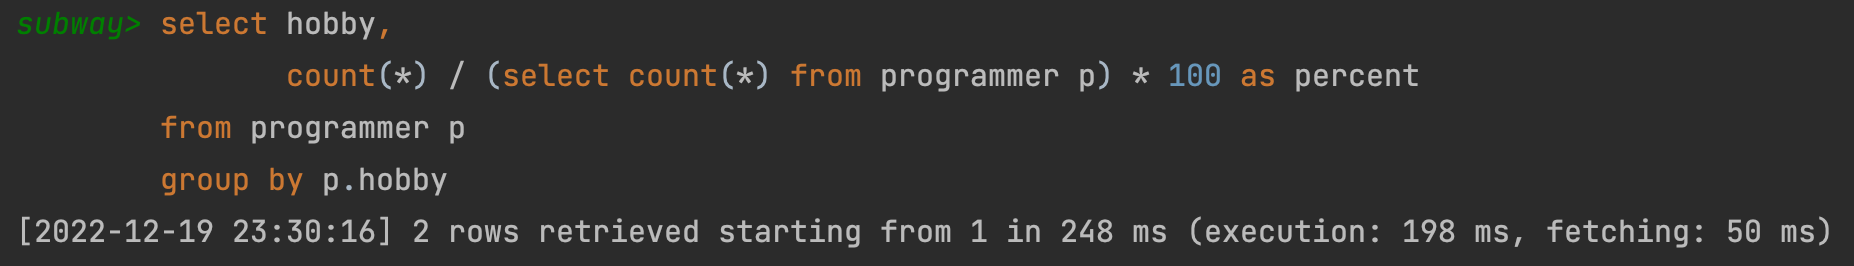 subway> select hobby,
count(*) / (select count(*) from programmer p) * 100 as percent
from programmer p
group by p.hobby
[2022-12-19 23:30:16] 2 rows retrieved starting from 1 in 248 ms (execution: 198 ms, fetching: 50 ms)